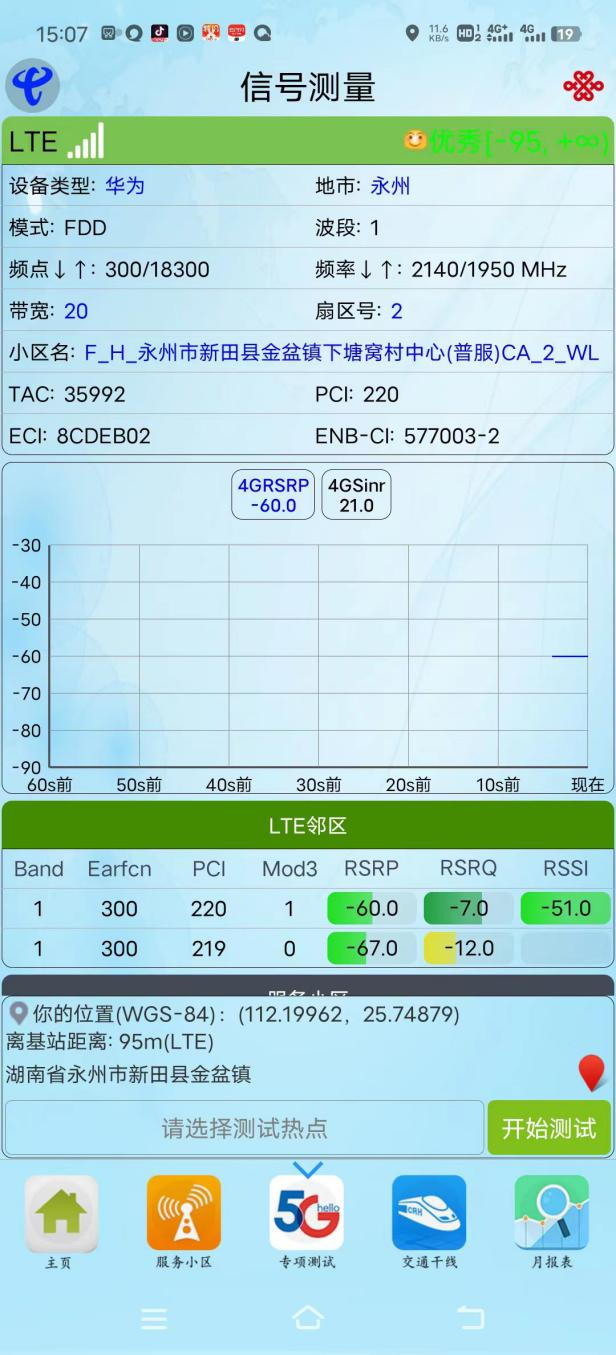 15:07 11.6 KB/s HD 1 2 4G+ 4G 19
信号测量
LTE 优秀[-95, +∞)
设备类型: 华为 地市: 永州
模式: FDD 波段: 1
频点↓↑: 300/18300 频率↓↑: 2140/1950 MHz
带宽: 20 扇区号: 2
小区名: F_H_永州市新田县金盆镇下塘窝村中心(普服)CA_2_WL
TAC: 35992 PCI: 220
ECI: 8CDEB02 ENB-CI: 577003-2
4GRSRP 4GSinr
-60.0 21.0
-30
-40
-50
-60
-70
-80
-90
60s前 50s前 40s前 30s前 20s前 10s前 现在
LTE邻区
Band Earfcn PCI Mod3 RSRP RSRQ RSSI
1 300 220 1 -60.0 -7.0 -51.0
1 300 219 0 -67.0 -12.0
你的位置(WGS-84): (112.19962, 25.74879)
离基站距离: 95m(LTE)
湖南省永州市新田县金盆镇
请选择测试热点 开始测试
5G hello CRH
主页 服务小区 专项测试 交通干线 月报表